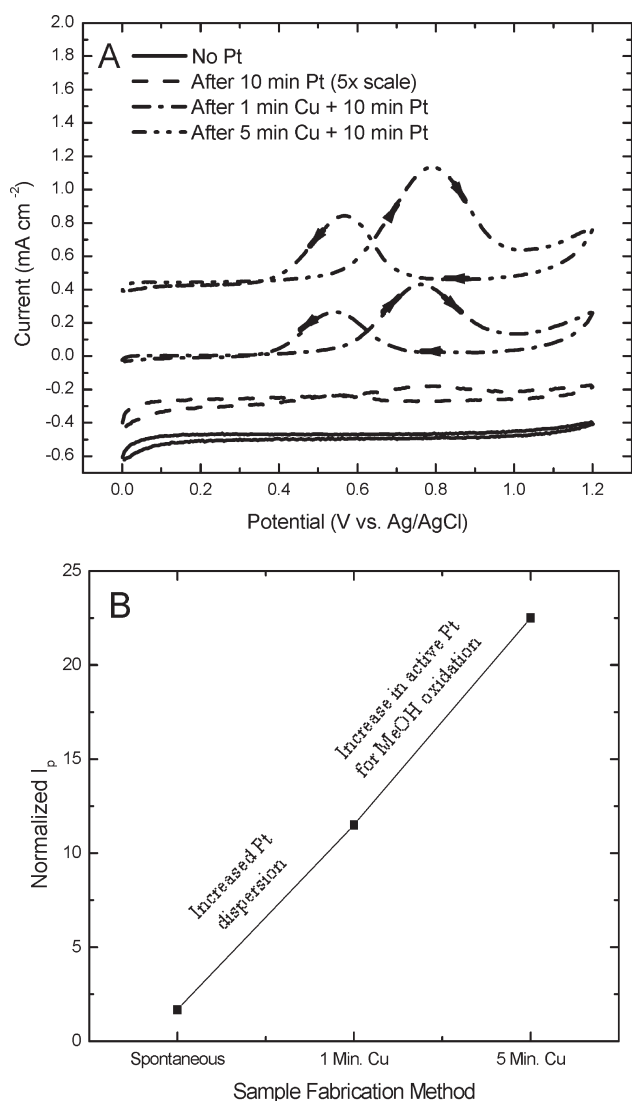 A
No Pt
After 10 min Pt (5x scale)
After 1 min Cu + 10 min Pt
After 5 min Cu + 10 min Pt
2.0
1.8
1.6
1.4
1.2
1.0
0.8
0.6
0.4
0.2
0.0
-0.2
-0.4
-0.6
Current (mA cm⁻²)
0.0 0.2 0.4 0.6 0.8 1.0 1.2
Potential (V vs. Ag/AgCl)
B
25
20
15
10
5
0
Normalized Iₚ
Increased Pt
dispersion
Increase in active Pt
for MeOH oxidation
Spontaneous 1 Min. Cu 5 Min. Cu
Sample Fabrication Method